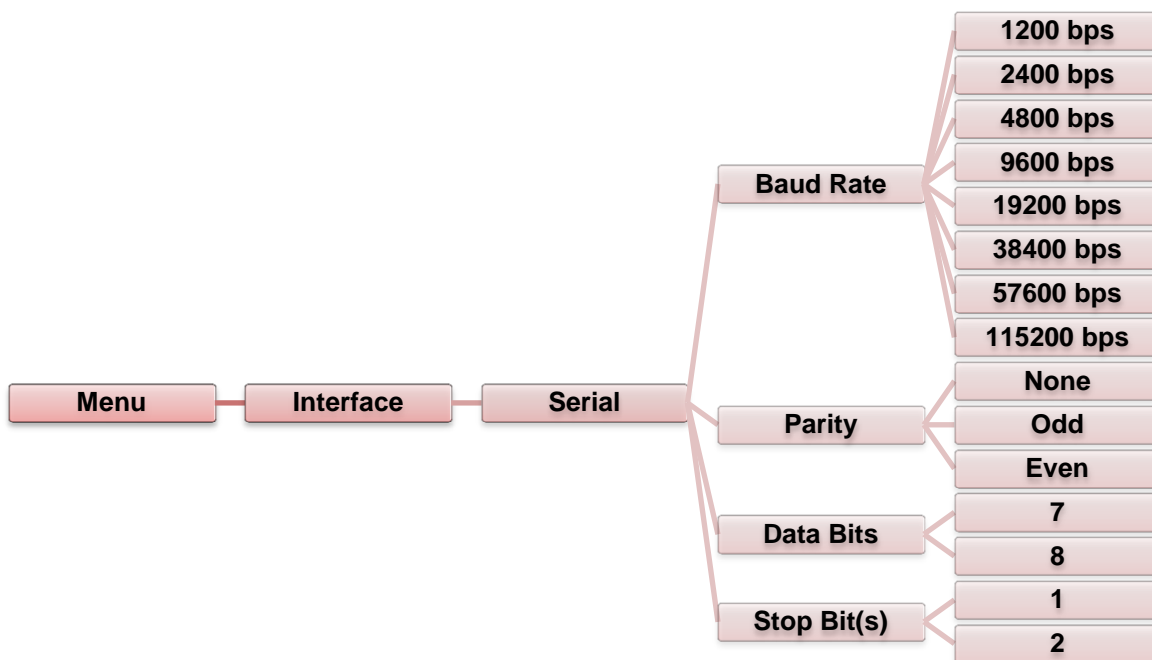 Menu
Interface
Serial
Baud Rate
1200 bps
2400 bps
4800 bps
9600 bps
19200 bps
38400 bps
57600 bps
115200 bps
Parity
None
Odd
Even
Data Bits
7
8
Stop Bit(s)
1
2